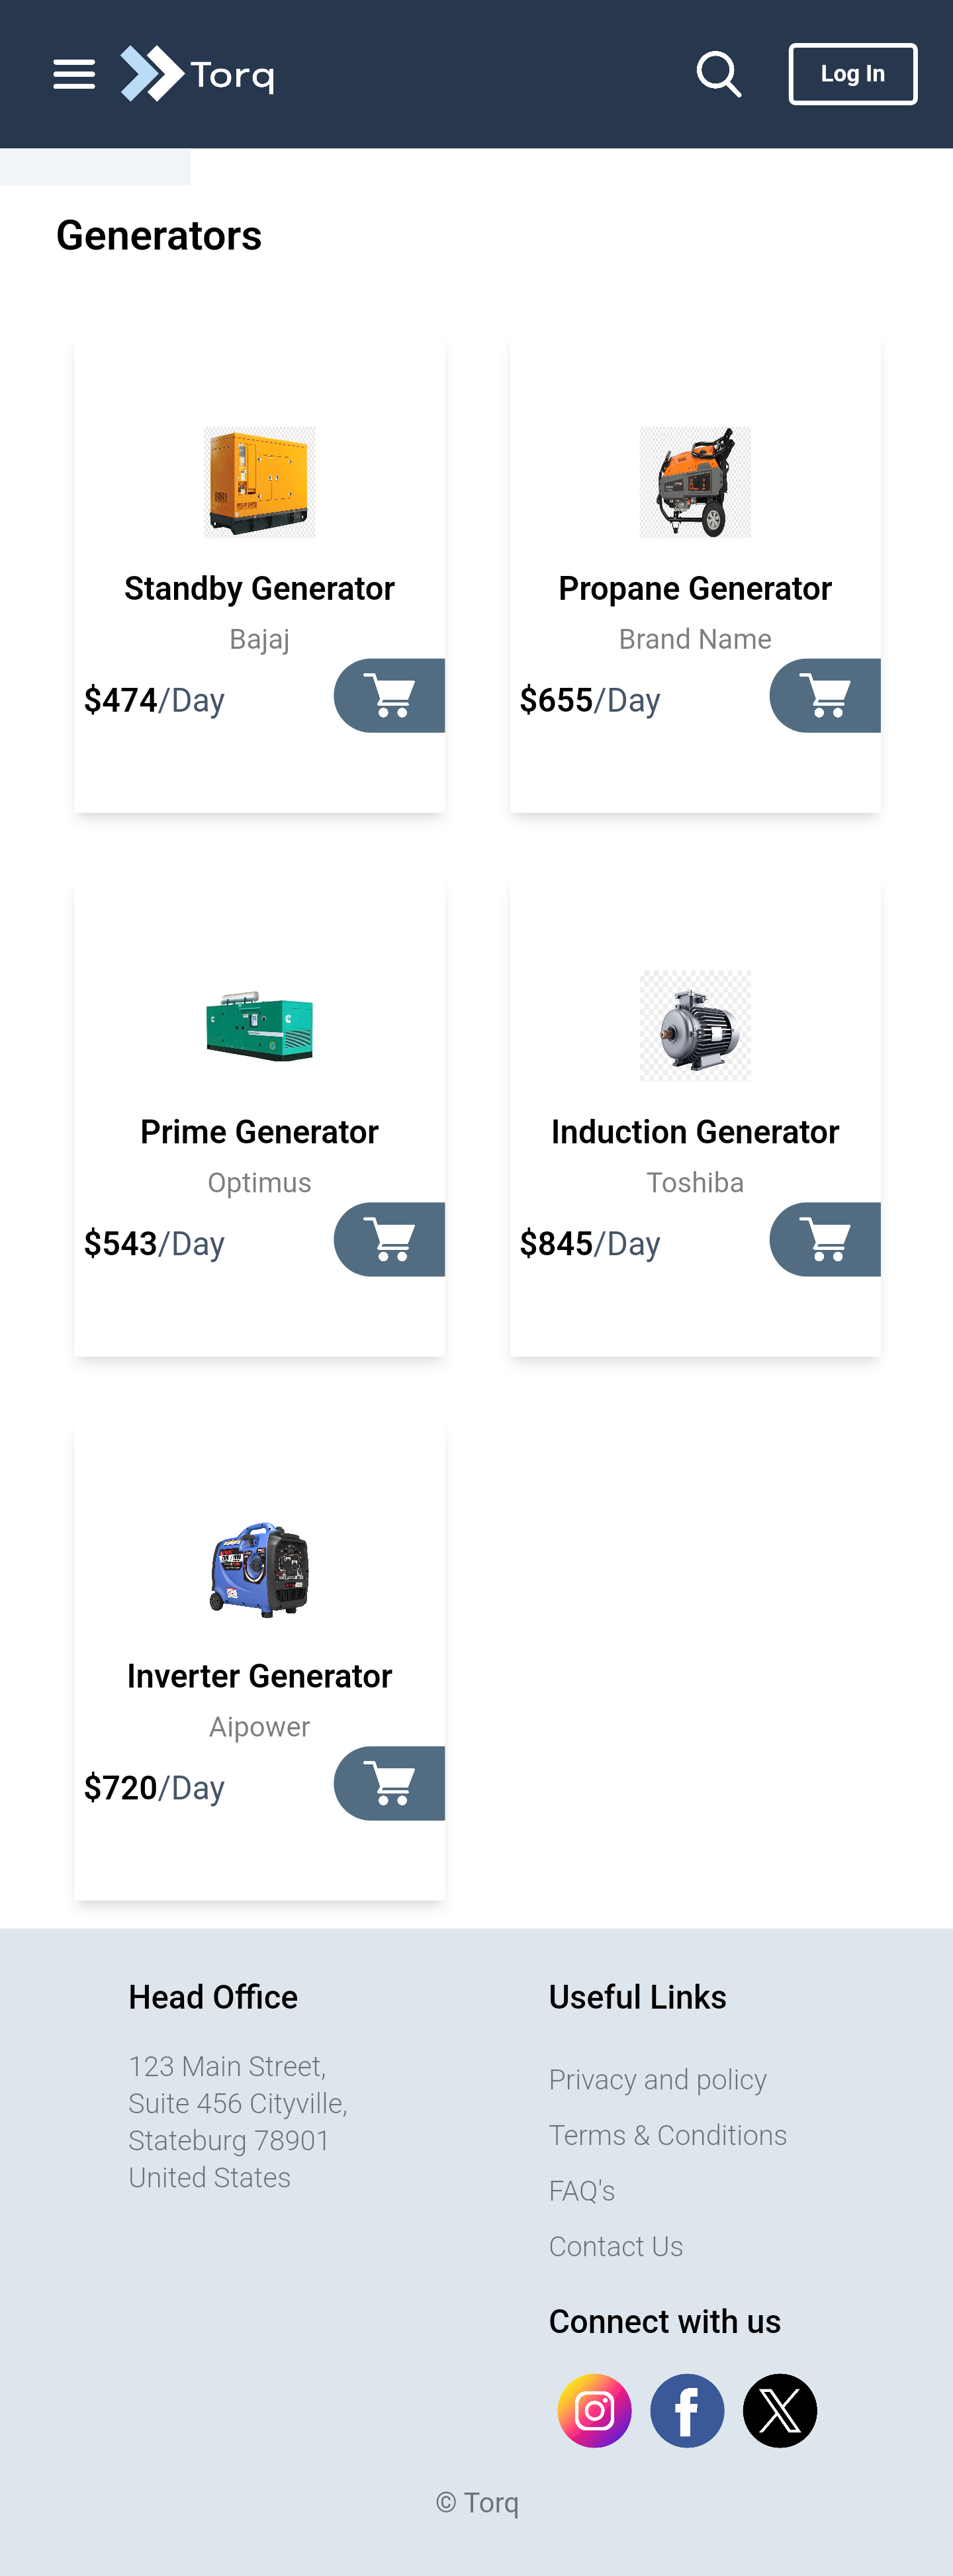 Torq
Log In
Generators
Standby Generator
Bajaj
$474/Day
Propane Generator
Brand Name
$655/Day
Prime Generator
Optimus
$543/Day
Induction Generator
Toshiba
$845/Day
Inverter Generator
Aipower
$720/Day
Head Office
123 Main Street,
Suite 456 Cityville,
Stateburg 78901
United States
Useful Links
Privacy and policy
Terms & Conditions
FAQ's
Contact Us
Connect with us
© Torq